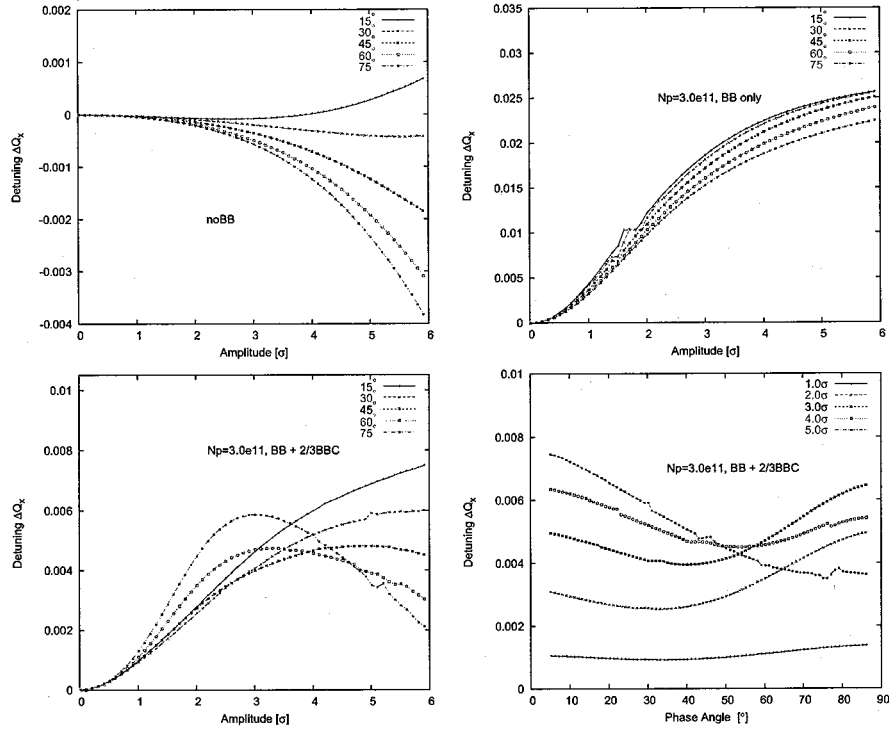 0.002
0.001
0
-0.001
-0.002
-0.003
-0.004
Detuning ΔQx
15°
30°
45°
60°
75
noBB
0 1 2 3 4 5 6
Amplitude [σ]
0.035
0.03
0.025
0.02
0.015
0.01
0.005
0
Detuning ΔQx
15°
30°
45°
60°
75
Np=3.0e11, BB only
0 1 2 3 4 5 6
Amplitude [σ]
0.01
0.008
0.006
0.004
0.002
0
Detuning ΔQx
15°
30°
45°
60°
75
Np=3.0e11, BB + 2/3BBC
0 1 2 3 4 5 6
Amplitude [σ]
0.01
0.008
0.006
0.004
0.002
0
Detuning ΔQx
1.0σ
2.0σ
3.0σ
4.0σ
5.0σ
Np=3.0e11, BB + 2/3BBC
0 10 20 30 40 50 60 70 80 90
Phase Angle [°]